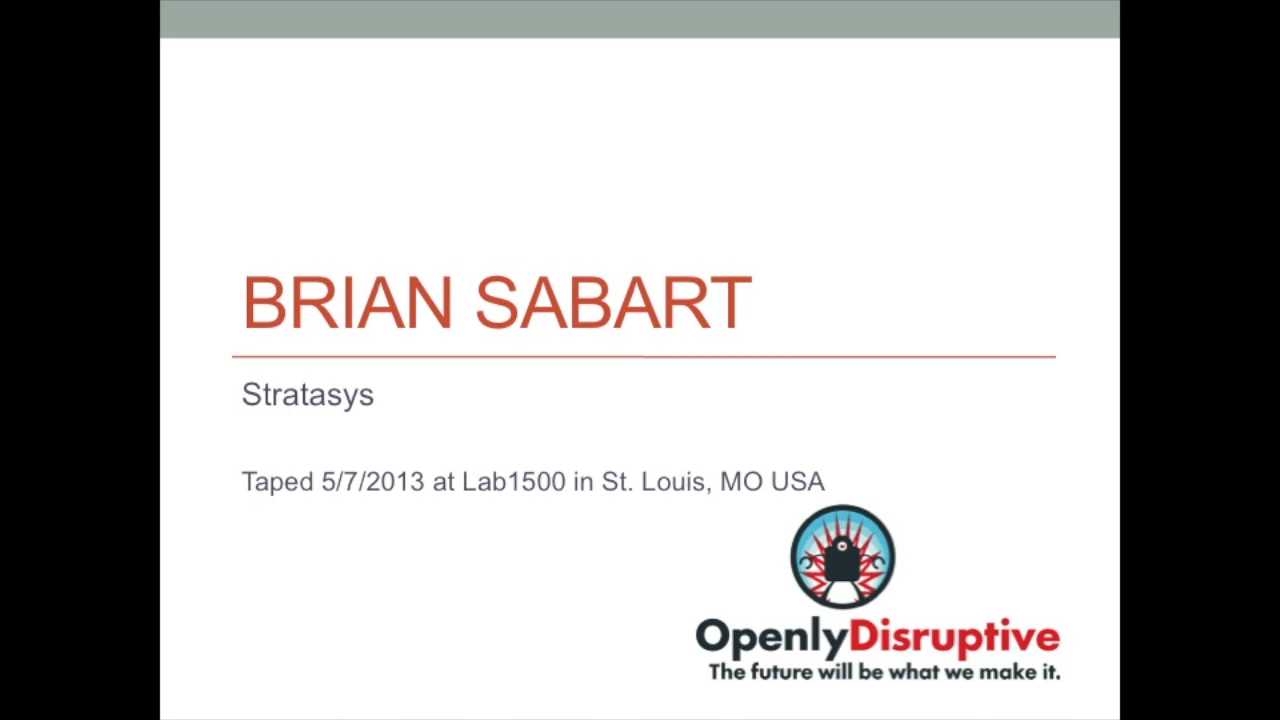 BRIAN SABART
Stratasys
Taped 5/7/2013 at Lab1500 in St. Louis, MO USA
OpenlyDisruptive
The future will be what we make it.